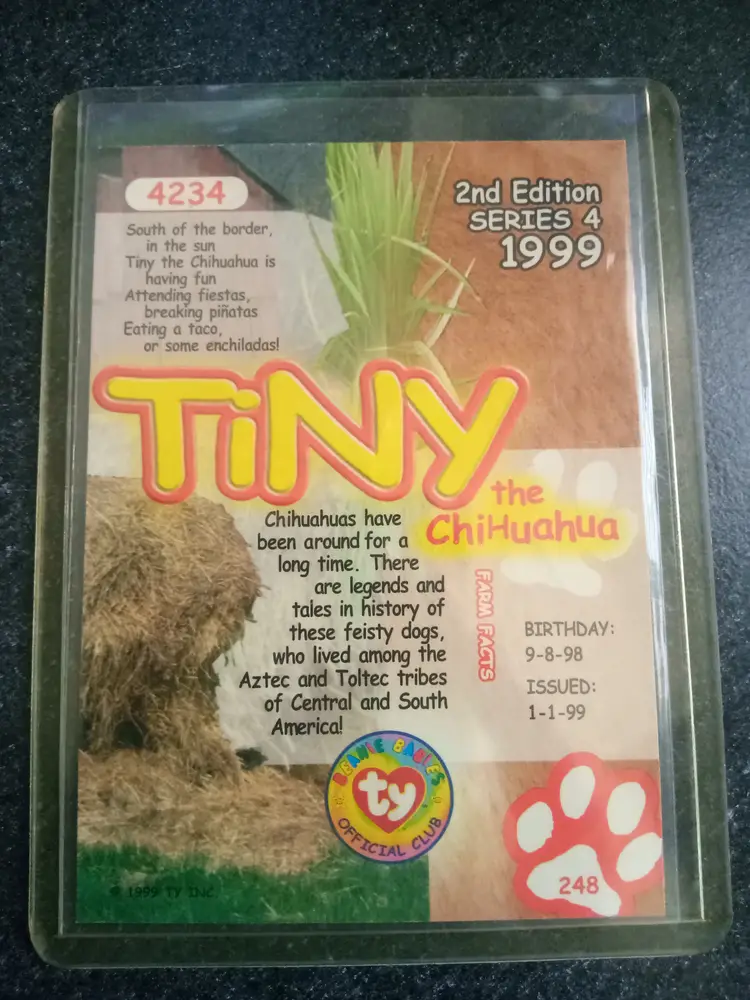 4234
South of the border,
in the sun
Tiny the Chihuahua is
having fun
Attending fiestas,
breaking piñatas
Eating a taco,
or some enchiladas!
2nd Edition
SERIES 4
1999
TiNY
the
ChiHuahua
Chihuahuas have
been around for a
long time. There
are legends and
tales in history of
these feisty dogs,
who lived among the
Aztec and Toltec tribes
of Central and South
America!
FARM FACTS
BIRTHDAY:
9-8-98
ISSUED:
1-1-99
BEANIE BABIES
ty
OFFICIAL CLUB
248
© 1999 TY INC.